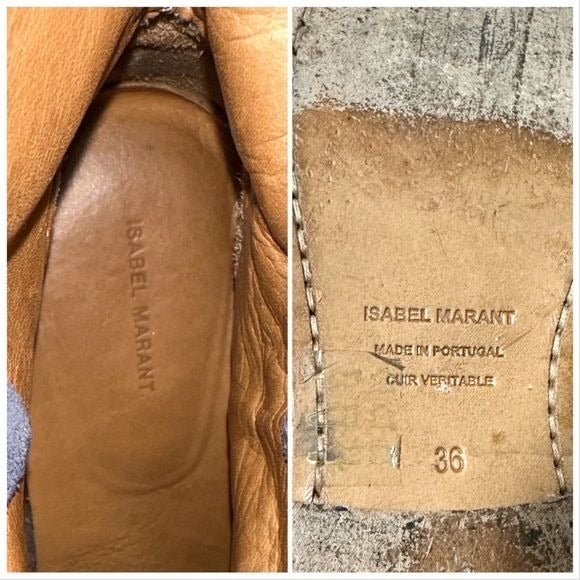 ISABEL MARANT
ISABEL MARANT
MADE IN PORTUGAL
CUIR VERITABLE
36